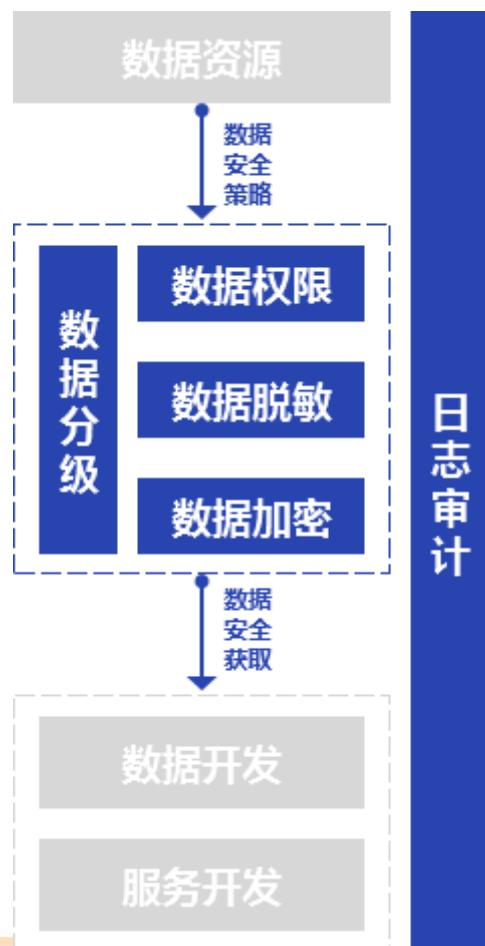 数据资源
数据
安全
策略
数据分级
数据权限
数据脱敏
数据加密
数据
安全
获取
数据开发
服务开发
日志审计